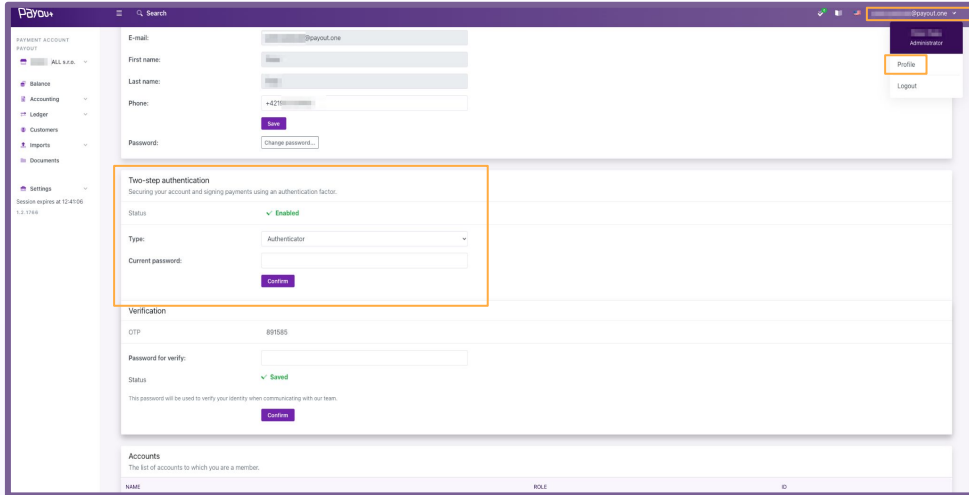 PayOut
Search
@payout.one
Administrator
Profile
Logout
PAYMENT ACCOUNT
PAYOUT
ALL s.r.o.
Balance
Accounting
Ledger
Customers
Imports
Documents
Settings
Session expires at 12:41:06
1.2.1766
E-mail: @payout.one
First name:
Last name:
Phone: +421
Save
Password: Change password...
Two-step authentication
Securing your account and signing payments using an authentication factor.
Status Enabled
Type: Authenticator
Current password:
Confirm
Verification
OTP 891585
Password for verify:
Status Saved
This password will be used to verify your identity when communicating with our team.
Confirm
Accounts
The list of accounts to which you are a member.
NAME ROLE ID